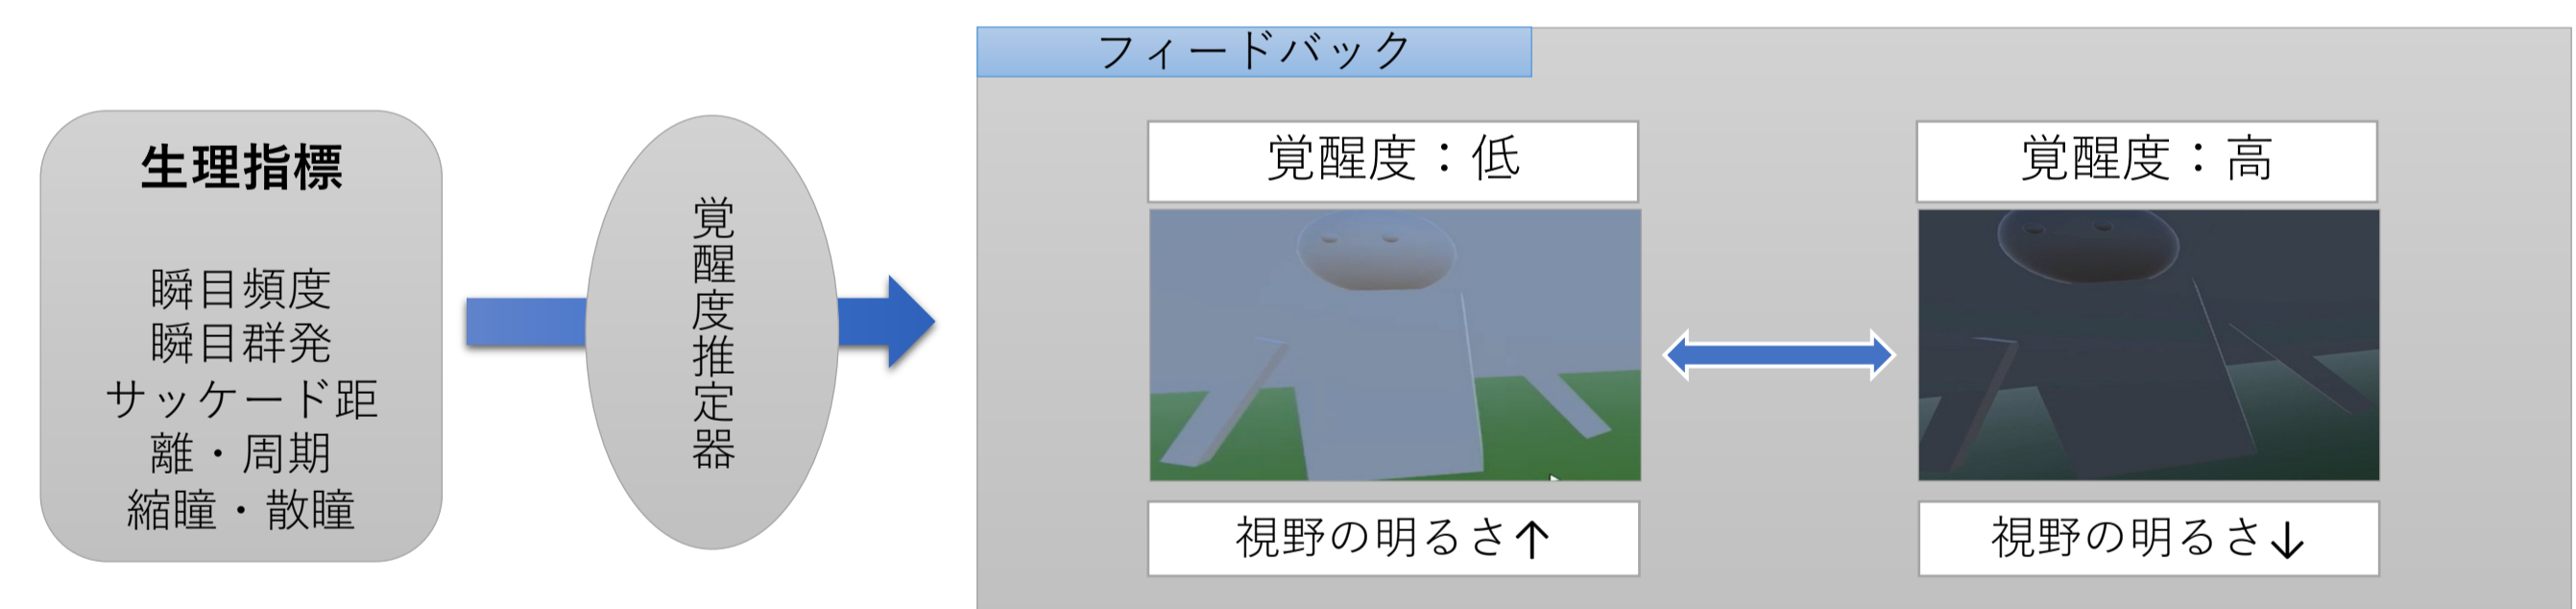 生理指標
瞬目頻度
瞬目群発
サッケード距
離・周期
縮瞳・散瞳
覚醒度推定器
フィードバック
覚醒度：低
視野の明るさ↑
覚醒度：高
視野の明るさ↓